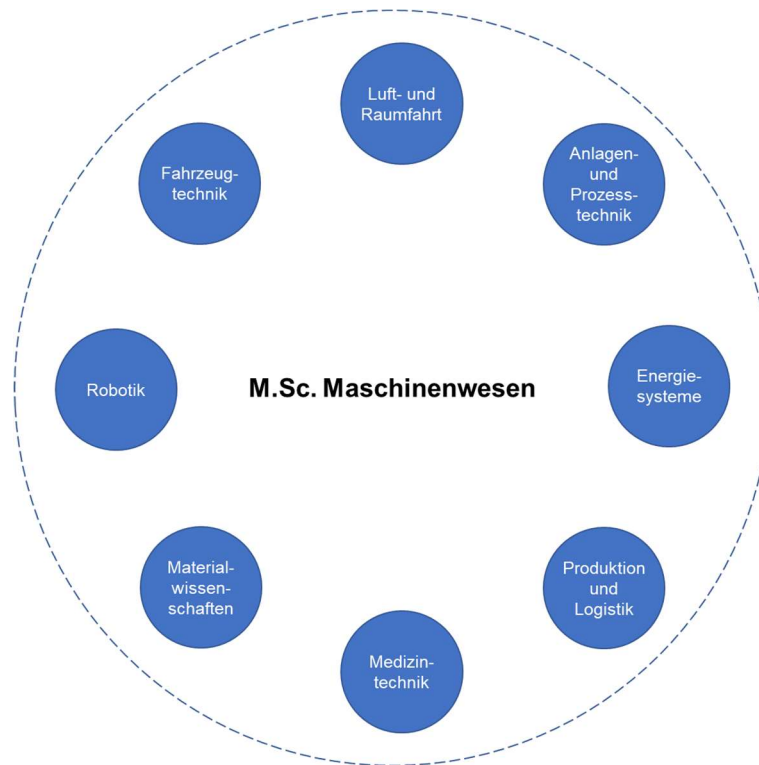 Luft- und
Raumfahrt
Anlagen-
und
Prozess-
technik
Fahrzeug-
technik
Robotik
M.Sc. Maschinenwesen
Energie-
systeme
Material-
wissen-
schaften
Produktion
und
Logistik
Medizin-
technik